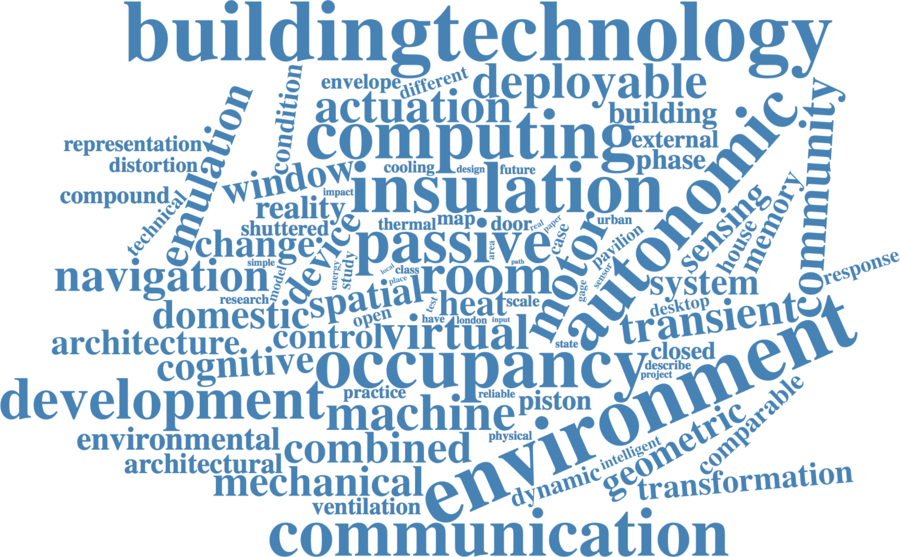 buildingtechnology
envelope
different
deployable
condition
actuation
building
emulation
computing
external
community
representation
distortion
phase
autonomic
window
cooling
design
future
compound
impact
insulation
reality
technical
shuttered
thermal
map
door
real
paper
urban
sensing
memory
house
change
device
passive
area
case
pavilion
simple
study
path
motor
navigation
model
energy
local
class
place
room
gage
sensor
system
response
research
spatial
text
heat
scale
desktop
domestic
open
have
london
input
transient
architecture
control
virtual
state
cognitive
occupancy
closed
describe
project
development
practice
reliable
piston
environment
comparable
machine
environmental
combined
physical
intelligent
geometric
architectural
mechanical
dynamic
transformation
ventilation
communication